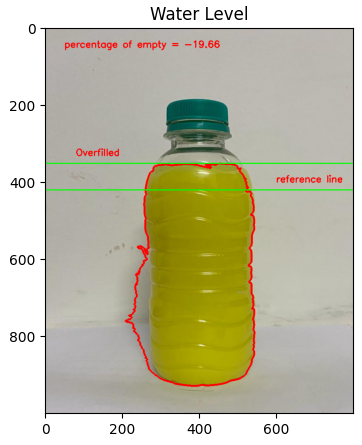 Water Level
0
percentage of empty = -19.66
200
Overfilled
reference line
400
600
800
0
200
400
600